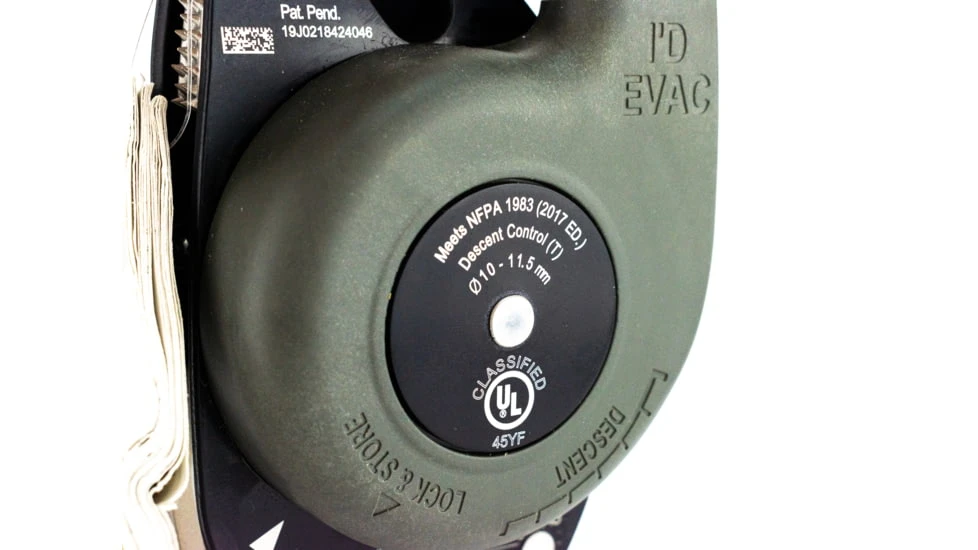 Pat. Pend.
19J0218424046
I'D
EVAC
Meets NFPA 1983 (2017 ED.)
Descent Control (T)
Ø 10 - 11.5 mm
CLASSIFIED
UL®
45YF
LOCK & STORE
DESCENT